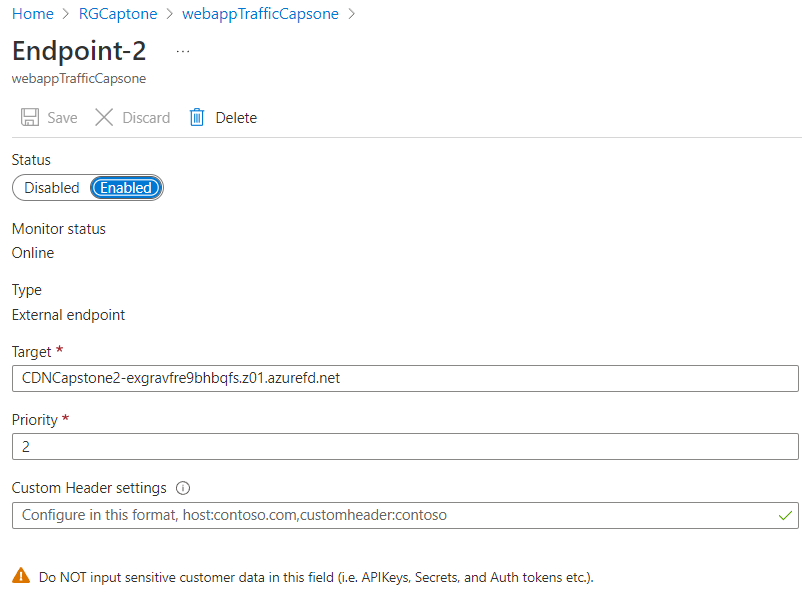 Home > RGCaptone > webappTrafficCapsone >
Endpoint-2 ...
webappTrafficCapsone
Save Discard Delete
Status
Disabled Enabled
Monitor status
Online
Type
External endpoint
Target *
CDNCapstone2-exgravfre9bhbqfs.z01.azurefd.net
Priority *
2
Custom Header settings
Configure in this format, host:contoso.com,customheader:contoso
Do NOT input sensitive customer data in this field (i.e. APIKeys, Secrets, and Auth tokens etc.).